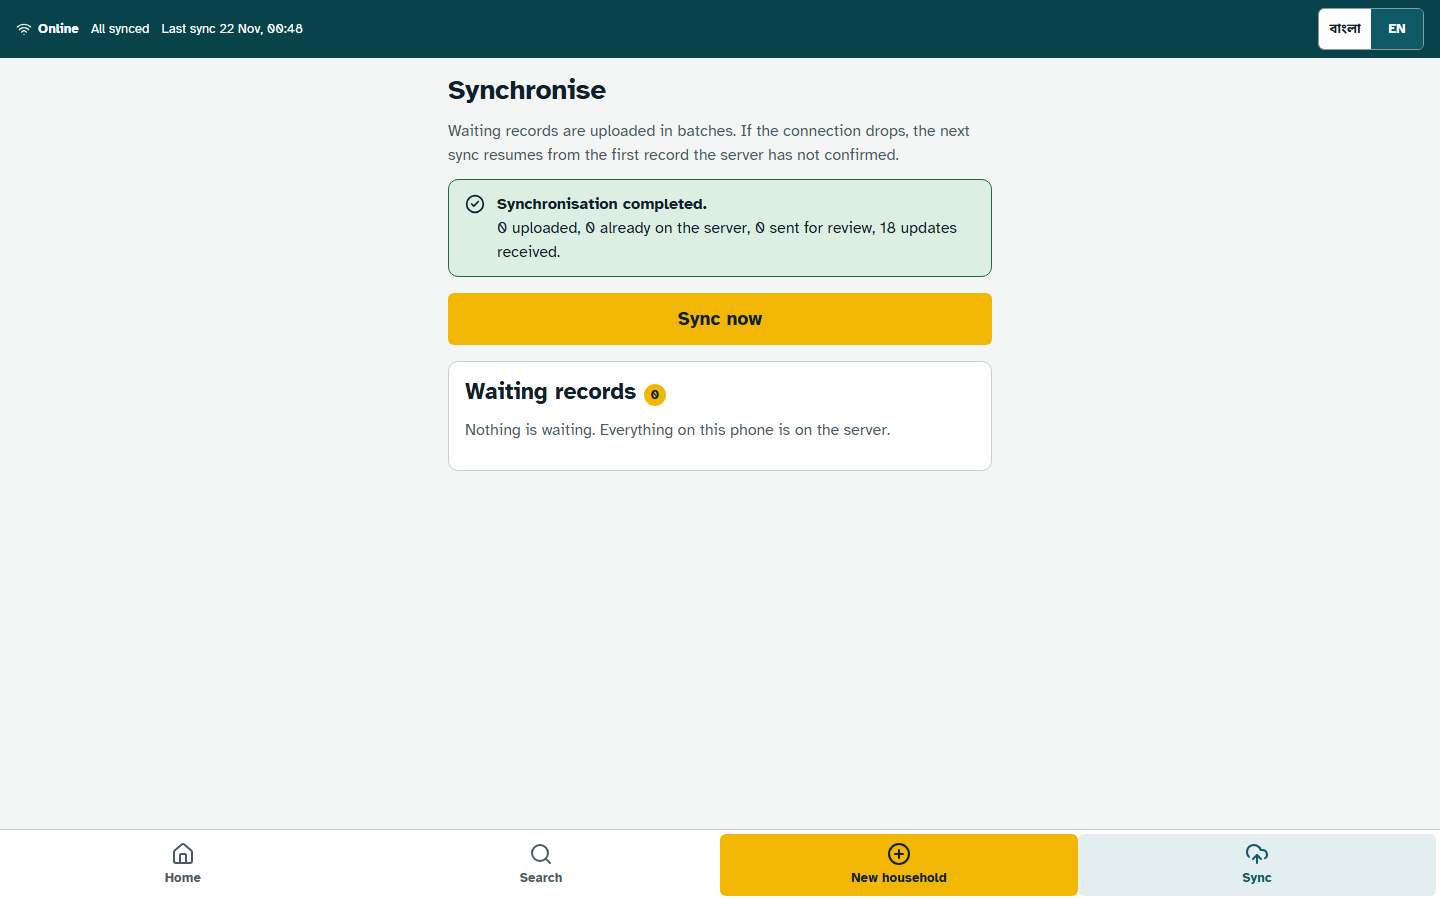 Online All synced Last sync 22 Nov, 00:48
বাংলা EN
Synchronise
Waiting records are uploaded in batches. If the connection drops, the next
sync resumes from the first record the server has not confirmed.
Synchronisation completed.
0 uploaded, 0 already on the server, 0 sent for review, 18 updates
received.
Sync now
Waiting records 0
Nothing is waiting. Everything on this phone is on the server.
Home Search New household Sync